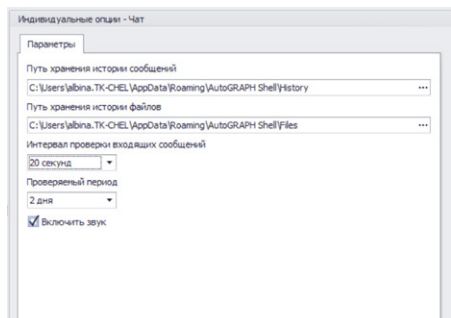 Индивидуальные опции - Чат
Параметры
Путь хранения истории сообщений
C:\Users\albina.TK-CHEL\AppData\Roaming\AutoGRAPH Shell\History
Путь хранения истории файлов
C:\Users\albina.TK-CHEL\AppData\Roaming\AutoGRAPH Shell\Files
Интервал проверки входящих сообщений
20 секунд
Проверяемый период
2 дня
Включить звук